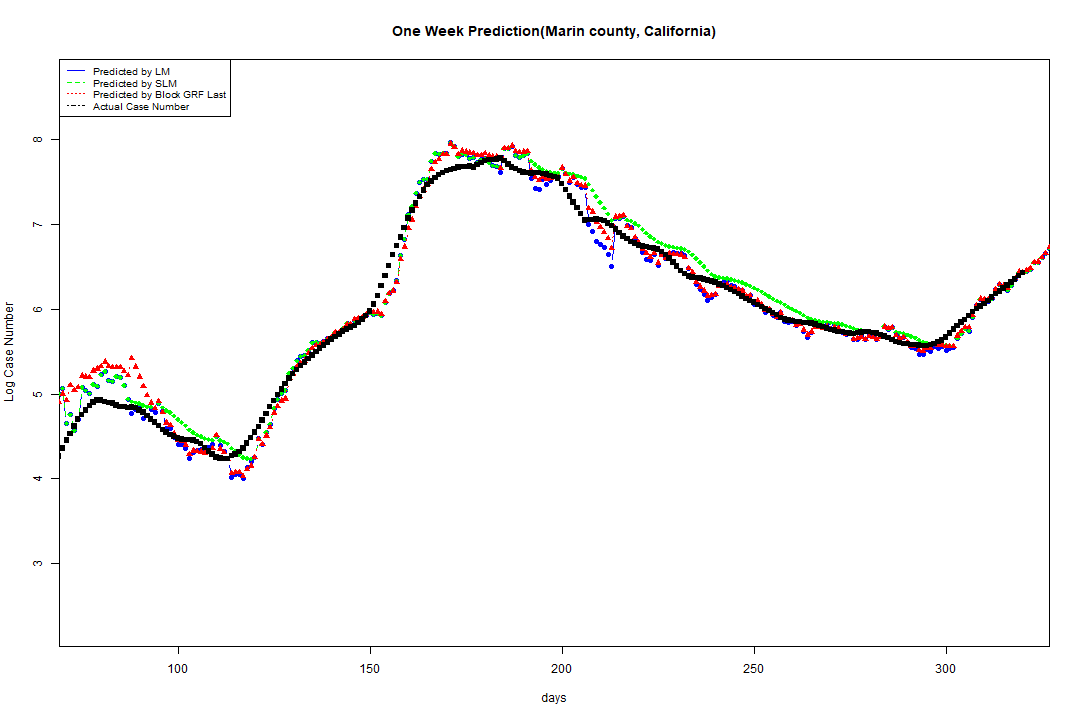 One Week Prediction(Marin county, California)
Predicted by LM
Predicted by SLM
Predicted by Block GRF Last
Actual Case Number
8
7
6
5
4
3
Log Case Number
100 150 200 250 300
days